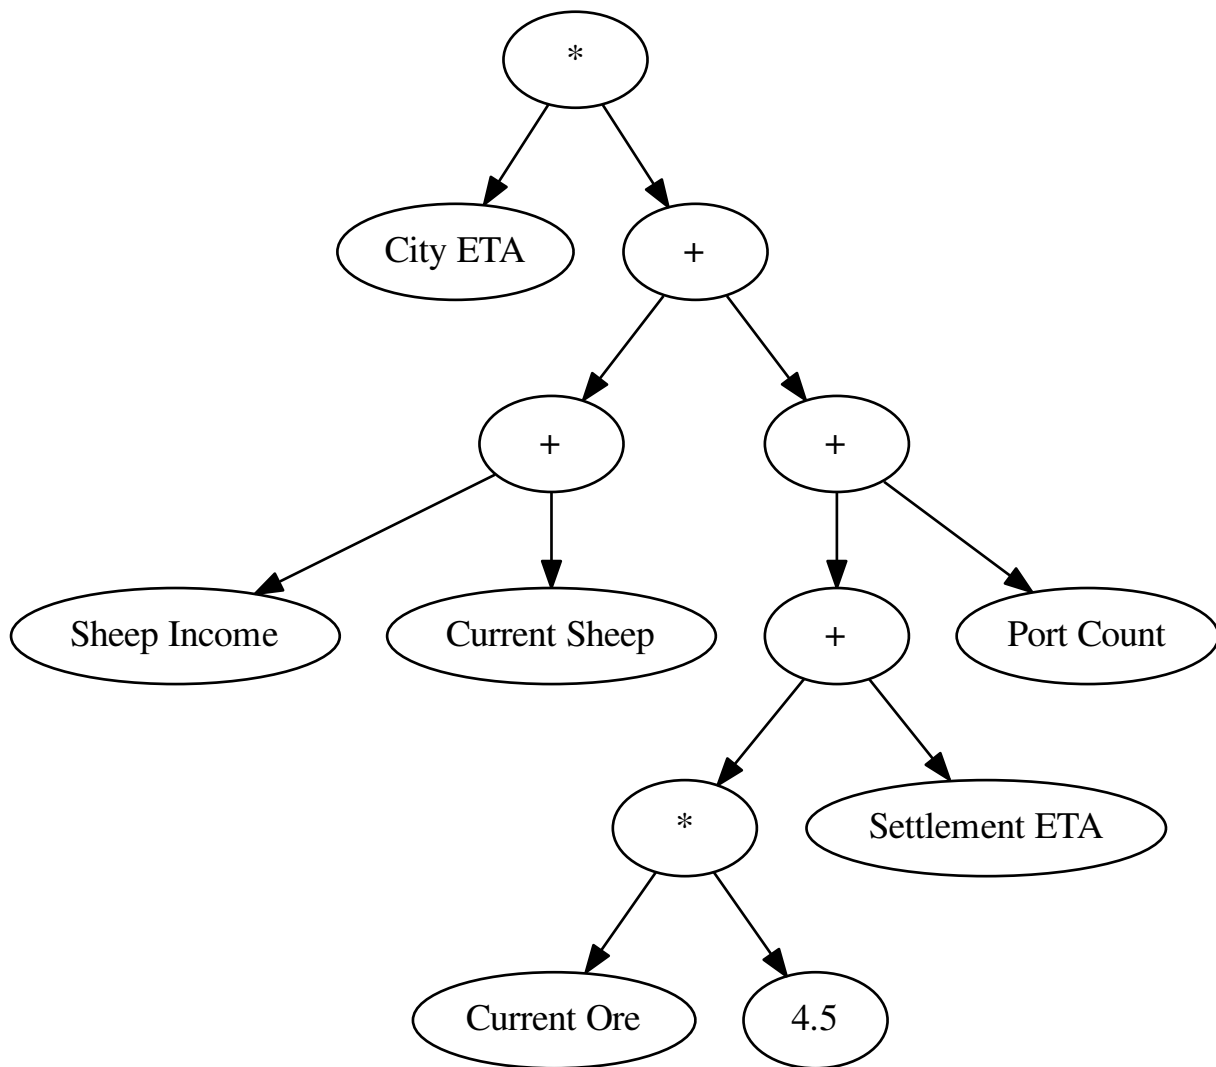 *
City ETA
+
+
+
Sheep Income
Current Sheep
+
Port Count
*
Settlement ETA
Current Ore
4.5